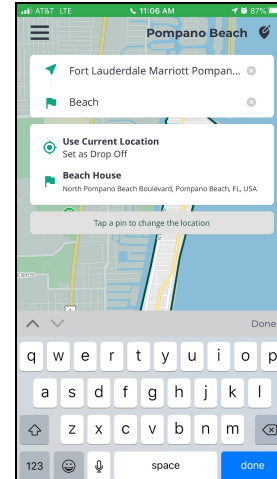 AT&T LTE 11:06 AM 87%
Pompano Beach
Fort Lauderdale Marriott Pompan...
Beach
Use Current Location
Set as Drop Off
Beach House
North Pompano Beach Boulevard, Pompano Beach, FL, USA
Tap a pin to change the location
Done
q w e r t y u i o p
a s d f g h j k l
z x c v b n m
123 space done